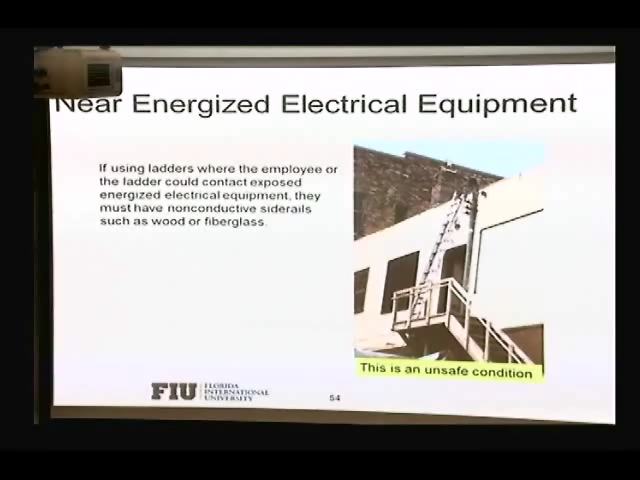 Near Energized Electrical Equipment
If using ladders where the employee or
the ladder could contact exposed
energized electrical equipment, they
must have nonconductive siderails
such as wood or fiberglass.
This is an unsafe condition
FIU FLORIDA
INTERNATIONAL
UNIVERSITY
54